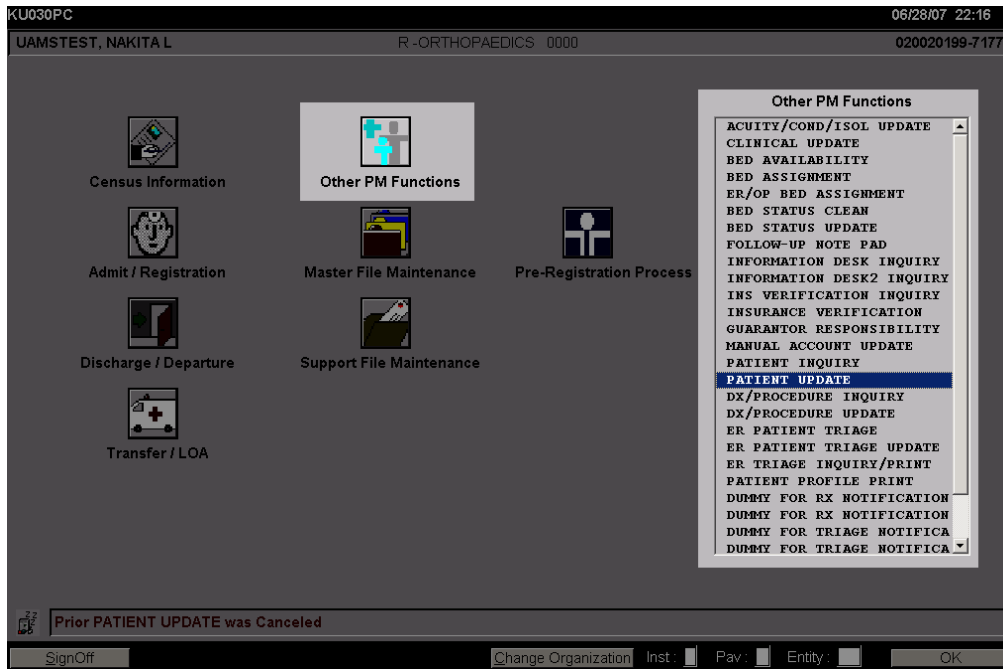 KU030PC 06/28/07 22:16
UAMSTEST, NAKITA L R-ORTHOPAEDICS 0000 020020199-7177
Census Information
Other PM Functions
Admit / Registration
Master File Maintenance
Pre-Registration Process
Discharge / Departure
Support File Maintenance
Transfer / LOA
Other PM Functions
ACUITY/COND/ISOL UPDATE
CLINICAL UPDATE
BED AVAILABILITY
BED ASSIGNMENT
ER/OP BED ASSIGNMENT
BED STATUS CLEAN
BED STATUS UPDATE
FOLLOW-UP NOTE PAD
INFORMATION DESK INQUIRY
INFORMATION DESK2 INQUIRY
INS VERIFICATION INQUIRY
INSURANCE VERIFICATION
GUARANTOR RESPONSIBILITY
MANUAL ACCOUNT UPDATE
PATIENT INQUIRY
PATIENT UPDATE
DX/PROCEDURE INQUIRY
DX/PROCEDURE UPDATE
ER PATIENT TRIAGE
ER PATIENT TRIAGE UPDATE
ER TRIAGE INQUIRY/PRINT
PATIENT PROFILE PRINT
DUMMY FOR RX NOTIFICATION
DUMMY FOR RX NOTIFICATION
DUMMY FOR TRIAGE NOTIFICA
DUMMY FOR TRIAGE NOTIFICA
Prior PATIENT UPDATE was Canceled
SignOff Change Organization Inst: Pav: Entity: OK